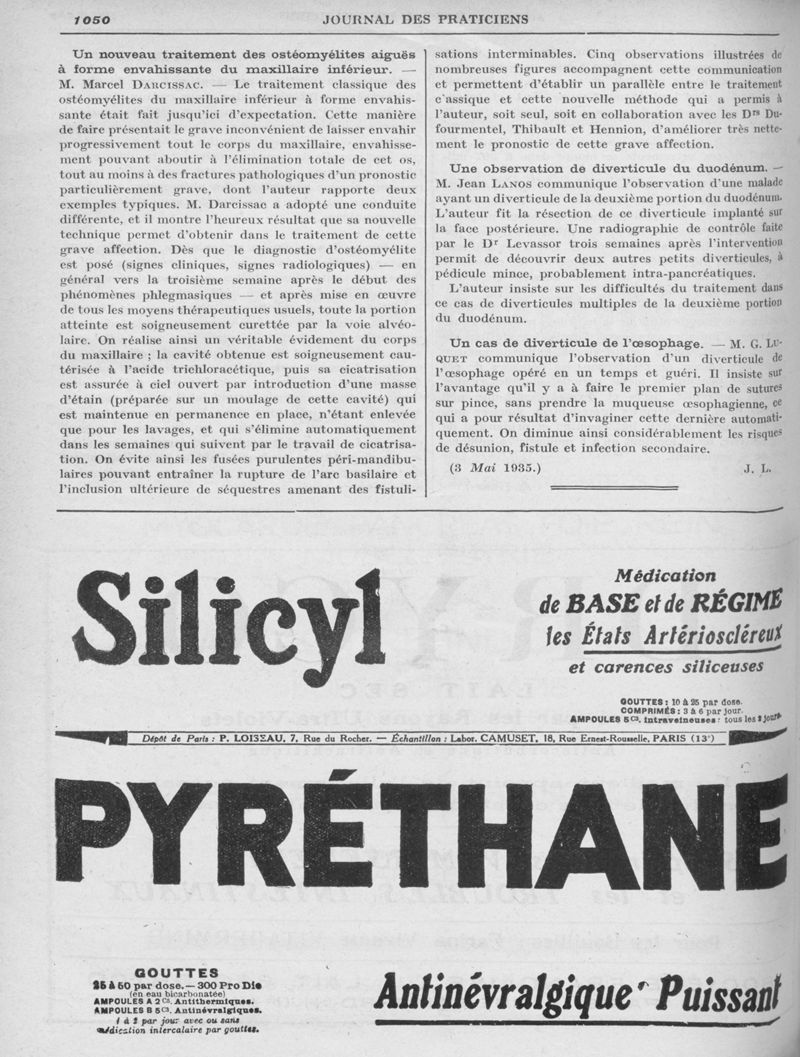 1050
JOURNAL DES PRATICIENS
Un nouveau traitement des ostéomyélites aiguës
à forme envahissante du maxillaire inférieur. —
M. Marcel DARCISSAC. — Le traitement classique des
ostéomyélites du maxillaire inférieur à forme envahis-
sante était fait jusqu'ici d'expectation. Cette manière
de faire présentait le grave inconvénient de laisser envahir
progressivement tout le corps du maxillaire, envahisse-
ment pouvant aboutir à l'élimination totale de cet os,
tout au moins à des fractures pathologiques d'un pronostic
particulièrement grave, dont l'auteur rapporte deux
exemples typiques. M. Darcissac a adopté une conduite
différente, et il montre l'heureux résultat que sa nouvelle
technique permet d'obtenir dans le traitement de cette
grave affection. Dès que le diagnostic d'ostéomyélite
est posé (signes cliniques, signes radiologiques) — en
général vers la troisième semaine après le début des
phénomènes phlegmasiques — et après mise en œuvre
de tous les moyens thérapeutiques usuels, toute la portion
atteinte est soigneusement curettée par la voie alvéo-
laire. On réalise ainsi un véritable évidement du corps
du maxillaire ; la cavité obtenue est soigneusement cau-
térisée à l'acide trichloracétique, puis sa cicatrisation
est assurée à ciel ouvert par introduction d'une masse
d'étain (préparée sur un moulage de cette cavité) qui
est maintenue en permanence en place, n'étant enlevée
que pour les lavages, et qui s'élimine automatiquement
dans les semaines qui suivent par le travail de cicatrisa-
tion. On évite ainsi les fusées purulentes péri-mandibu-
laires pouvant entraîner la rupture de l'arc basilaire et
l'inclusion ultérieure de séquestres amenant des fistuli-
sations interminables. Cinq observations illustrées de
nombreuses figures accompagnent cette communication
et permettent d'établir un parallèle entre le traitement
c'assique et cette nouvelle méthode qui a permis à
l'auteur, soit seul, soit en collaboration avec les Drs Du-
fourmentel, Thibault et Hennion, d'améliorer très nette-
ment le pronostic de cette grave affection.
Une observation de diverticule du duodénum. —
M. Jean LANOS communique l'observation d'une malade
ayant un diverticule de la deuxième portion du duodénum.
L'auteur fit la résection de ce diverticule implanté sur
la face postérieure. Une radiographie de contrôle faite
par le Dr Levassor trois semaines après l'intervention
permit de découvrir deux autres petits diverticules, à
pédicule mince, probablement intra-pancréatiques.
L'auteur insiste sur les difficultés du traitement dans
ce cas de diverticules multiples de la deuxième portion
du duodénum.
Un cas de diverticule de l'œsophage. — M. G. LU-
QUET communique l'observation d'un diverticule de
l'œsophage opéré en un temps et guéri. Il insiste sur
l'avantage qu'il y a à faire le premier plan de sutures
sur pince, sans prendre la muqueuse œsophagienne, ce
qui a pour résultat d'invaginer cette dernière automati-
quement. On diminue ainsi considérablement les risques
de désunion, fistule et infection secondaire.
(3 Mai 1935.) J. L.
Silicyl
Médication
de BASE et de RÉGIME
les États Artérioscléreux
et carences siliceuses
GOUTTES : 10 à 25 par dose.
COMPRIMÉS : 3 à 6 par jour.
AMPOULES 5 cs. intraveineuses : tous les 2 jours
Dépôt de Paris : P. LOISEAU, 7, Rue du Rocher. — Échantillon : Labor. CAMUSET, 18, Rue Ernest-Rousselle, PARIS (13e)
PYRÉTHANE
GOUTTES
25 à 50 par dose. — 300 Pro Die
(en eau bicarbonatée)
AMPOULES A 2 cs. Antithermiques.
AMPOULES B 5 cs. Antinévralgiques.
1 à 2 par jour avec ou sans
médication intercalaire par gouttes.
Antinévralgique Puissant